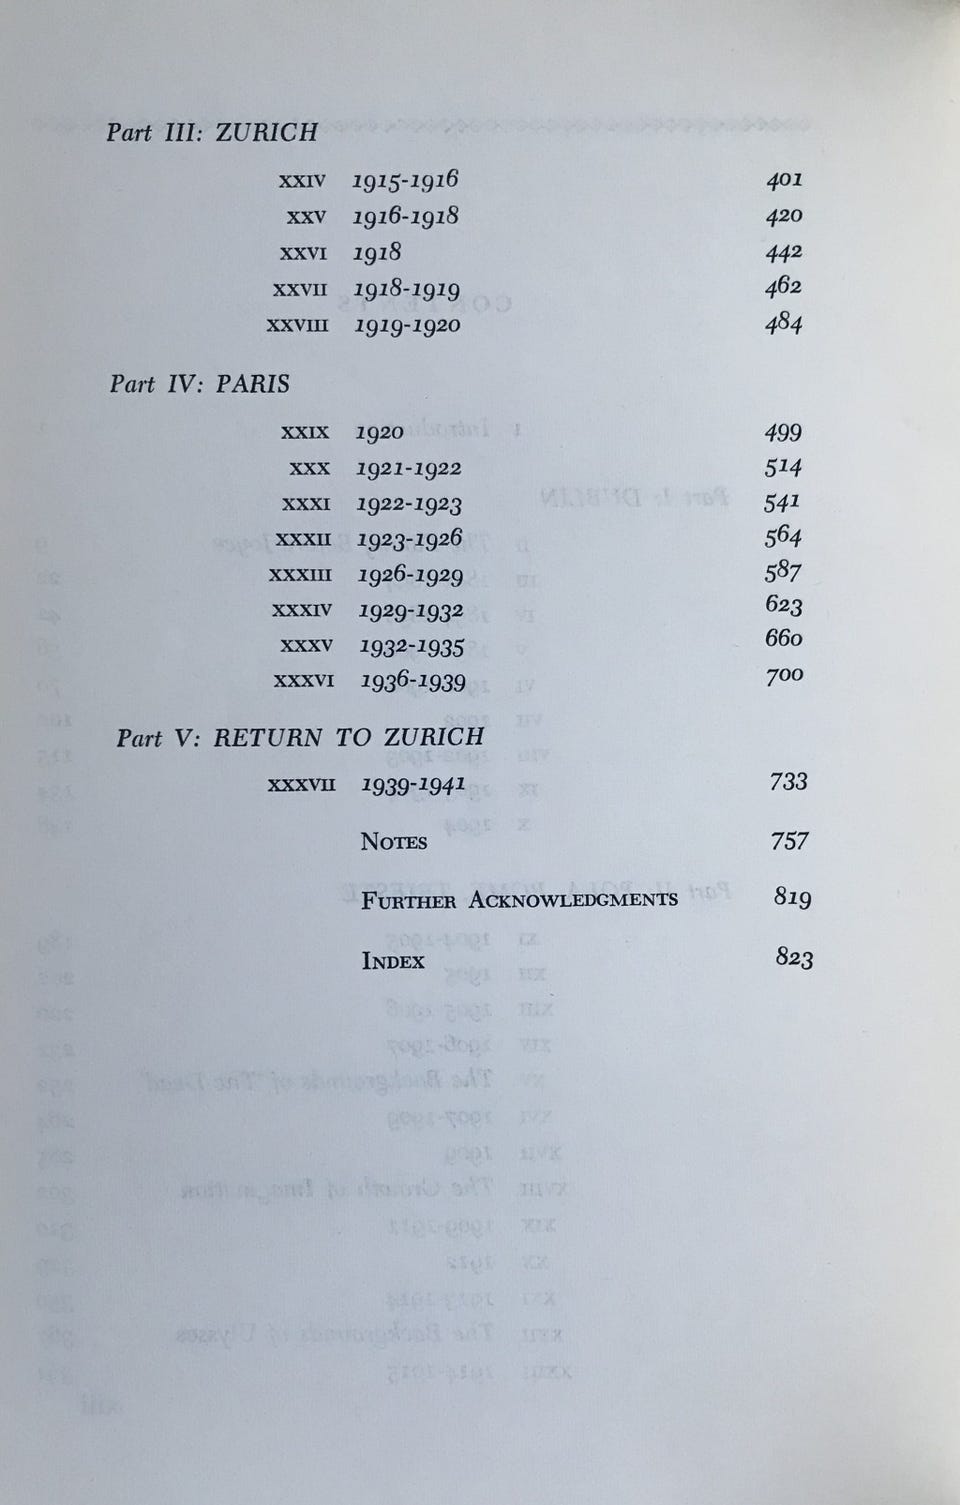 Part III: ZURICH
XXIV 1915-1916 401
XXV 1916-1918 420
XXVI 1918 442
XXVII 1918-1919 462
XXVIII 1919-1920 484
Part IV: PARIS
XXIX 1920 499
XXX 1921-1922 514
XXXI 1922-1923 541
XXXII 1923-1926 564
XXXIII 1926-1929 587
XXXIV 1929-1932 623
XXXV 1932-1935 660
XXXVI 1936-1939 700
Part V: RETURN TO ZURICH
XXXVII 1939-1941 733
NOTES 757
FURTHER ACKNOWLEDGMENTS 819
INDEX 823